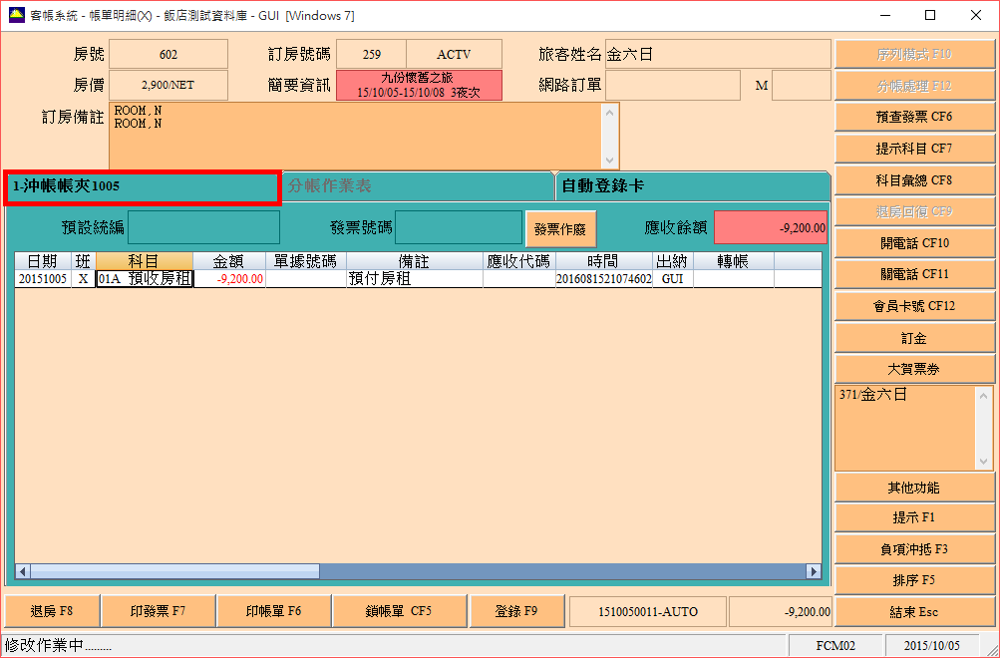 客帳系統 - 帳單明細(X) - 飯店測試資料庫 - GUI [Windows 7]
房號 602 訂房號碼 259 ACTV 旅客姓名 金六日
房價 2,900/NET 簡要資訊 九份懷舊之旅
15/10/05-15/10/08 3夜次 網路訂單 M
訂房備註 ROOM,N
ROOM,N
1-沖帳帳夾1005 分帳作業表 自動登錄卡
預設統編 發票號碼 發票作廢 應收餘額 -9,200.00
日期 班 科目 金額 單據號碼 備註 應收代碼 時間 出納 轉帳
20151005 X 01A 預收房租 -9,200.00 預付房租 2016081521074602 GUI
序列模式 F10
分帳處理 F12
預查發票 CF6
提示科目 CF7
科目彙總 CF8
退房回復 CF9
開電話 CF10
關電話 CF11
會員卡號 CF12
訂金
大賀票券
371/金六日
其他功能
提示 F1
負項沖抵 F3
排序 F5
結束 Esc
退房 F8 印發票 F7 印帳單 F6 鎖帳單 CF5 登錄 F9 1510050011-AUTO -9,200.00
修改作業中......... FCM02 2015/10/05